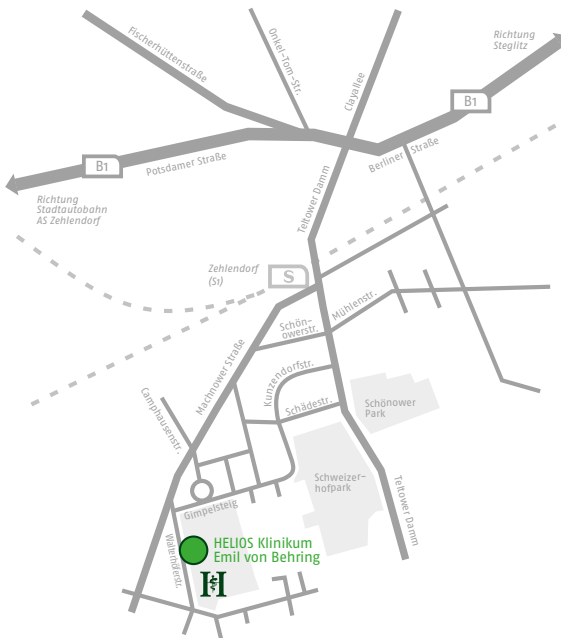 Richtung
Steglitz
Fischerhüttenstraße
Onkel-Tom-Str.
Clayallee
B1
B1
Potsdamer Straße
Berliner Straße
Richtung
Stadtautobahn
AS Zehlendorf
Teltower Damm
Zehlendorf
(S1)
S
Schön-
owerstr.
Mühlenstr.
Machnower Straße
Kunzendorfstr.
Schädestr.
Schönower
Park
Camphausenstr.
Schweizer-
hofpark
Teltower Damm
Gimpelsteig
Walterhöferstr.
HELIOS Klinikum
Emil von Behring
H